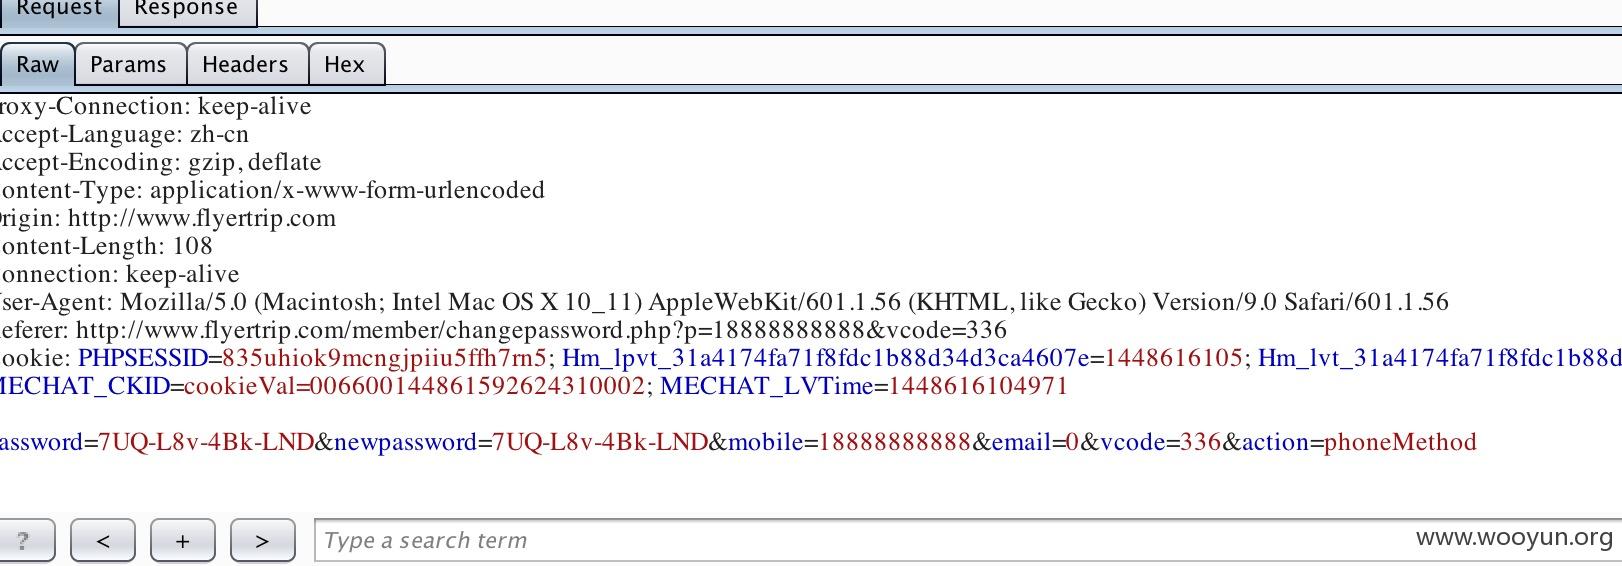 Request Response
Raw Params Headers Hex
roxy-Connection: keep-alive
ccept-Language: zh-cn
ccept-Encoding: gzip, deflate
ontent-Type: application/x-www-form-urlencoded
rigin: http://www.flyertrip.com
ontent-Length: 108
onnection: keep-alive
ser-Agent: Mozilla/5.0 (Macintosh; Intel Mac OS X 10_11) AppleWebKit/601.1.56 (KHTML, like Gecko) Version/9.0 Safari/601.1.56
eferer: http://www.flyertrip.com/member/changepassword.php?p=18888888888&vcode=336
ookie: PHPSESSID=835uhiok9mcngjpiiu5ffh7rn5; Hm_lpvt_31a4174fa71f8fdc1b88d34d3ca4607e=1448616105; Hm_lvt_31a4174fa71f8fdc1b88d
MECHAT_CKID=cookieVal=006600144861592624310002; MECHAT_LVTime=1448616104971
assword=7UQ-L8v-4Bk-LND&newpassword=7UQ-L8v-4Bk-LND&mobile=18888888888&email=0&vcode=336&action=phoneMethod
? < + > Type a search term www.wooyun.org